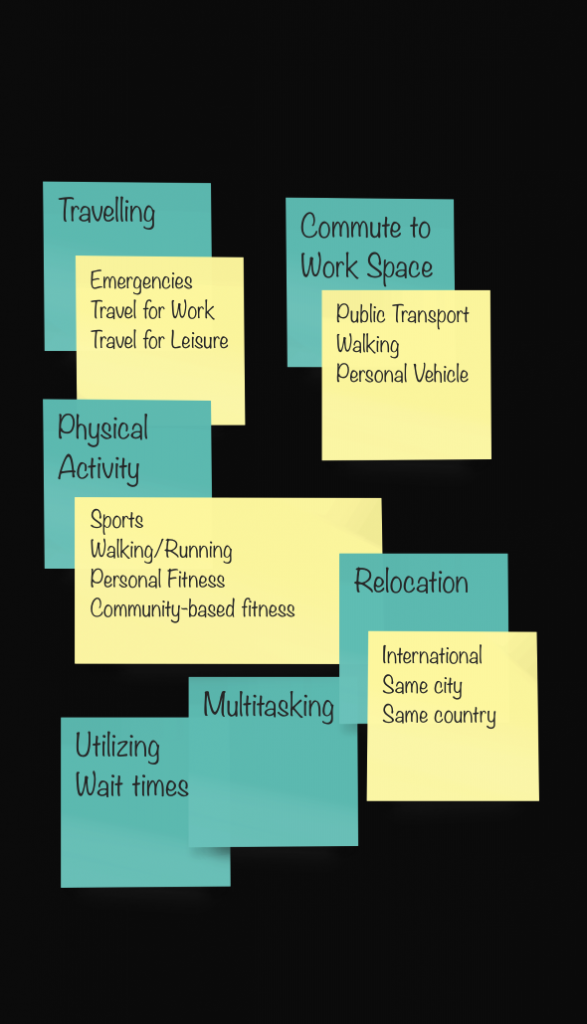 Travelling
Emergencies
Travel for Work
Travel for Leisure
Commute to
Work Space
Public Transport
Walking
Personal Vehicle
Physical
Activity
Sports
Walking/Running
Personal Fitness
Community-based fitness
Relocation
International
Same city
Same country
Multitasking
Utilizing
Wait times